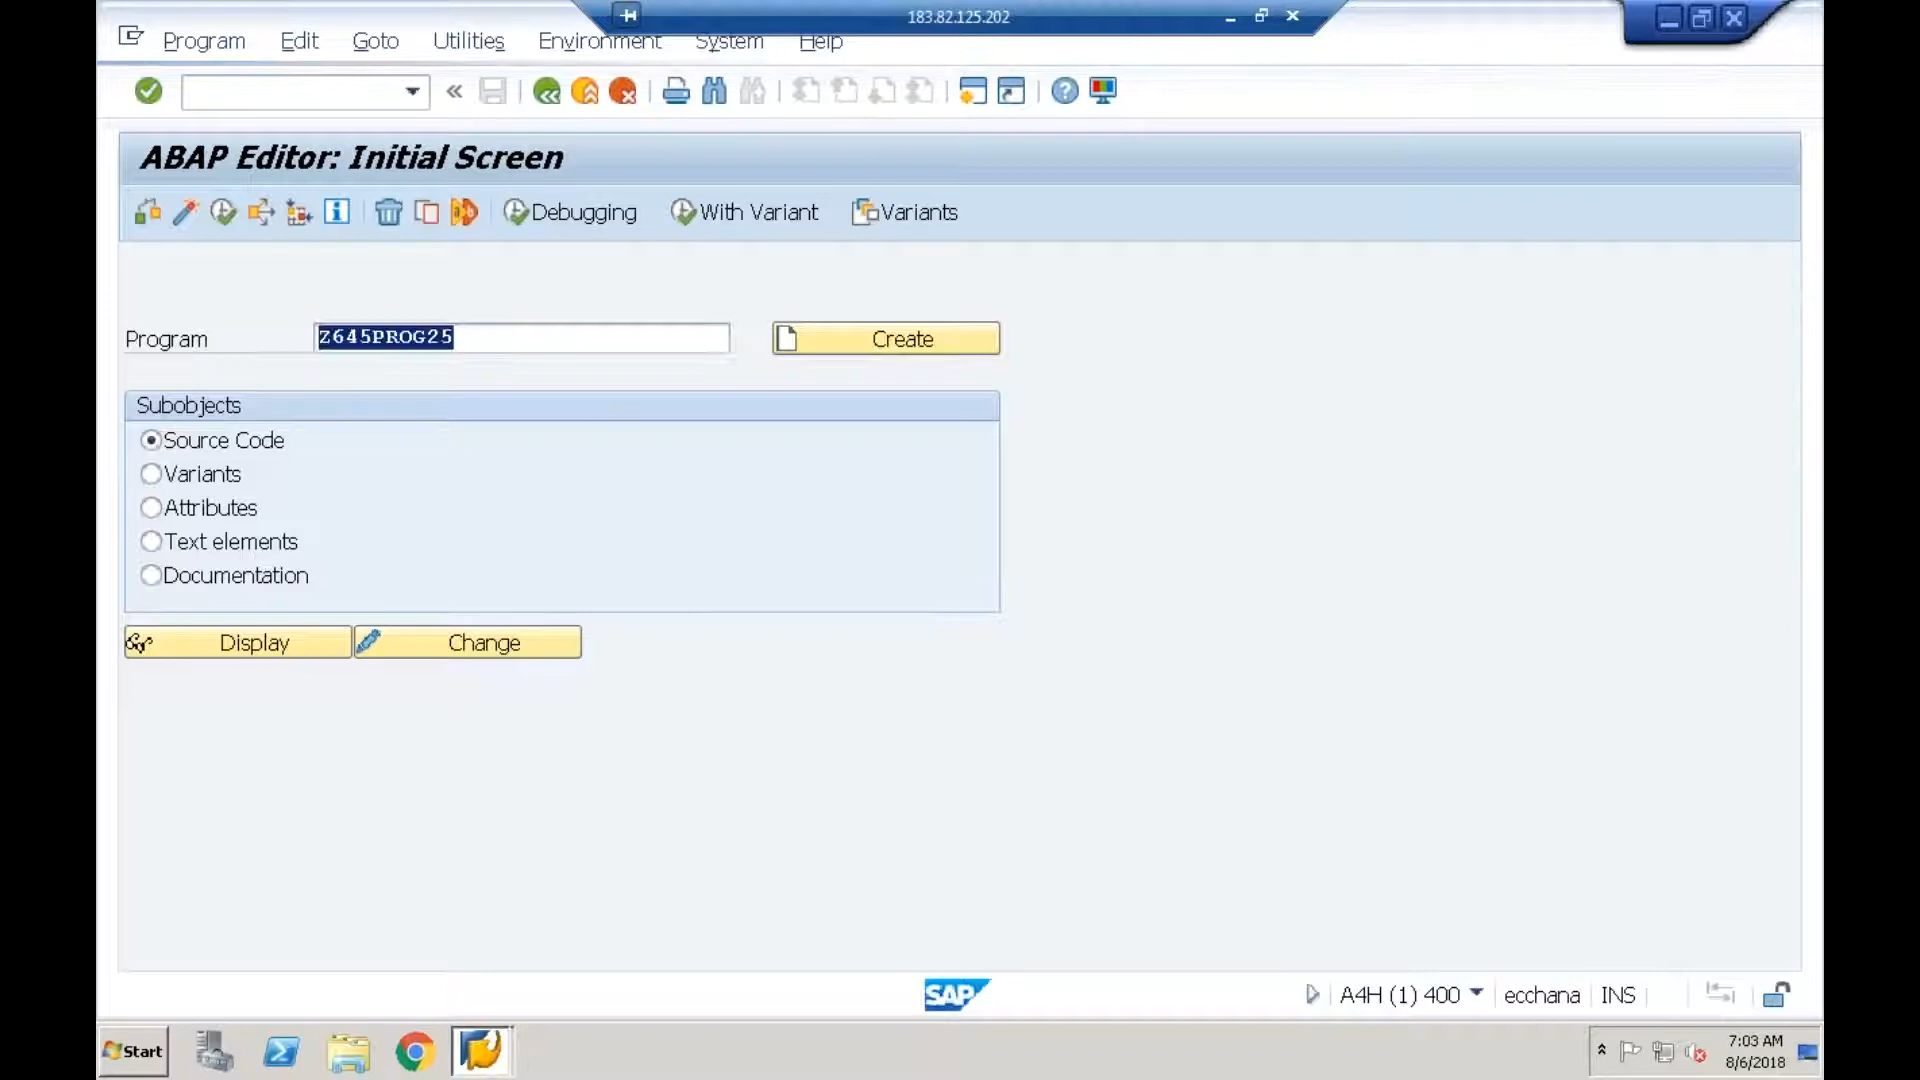 183.82.125.202
Program Edit Goto Utilities Environment System Help
ABAP Editor: Initial Screen
Debugging With Variant Variants
Program Z645PROG25 Create
Subobjects
Source Code
Variants
Attributes
Text elements
Documentation
Display Change
SAP A4H (1) 400 ecchana INS
Start 7:03 AM
8/6/2018